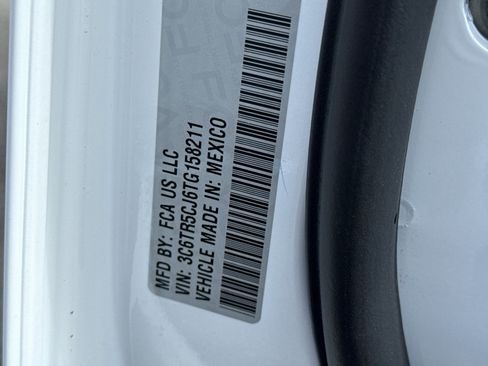 MFD BY: FCA US LLC
VIN: 3C6TR5CJ6TG158211
VEHICLE MADE IN: MEXICO